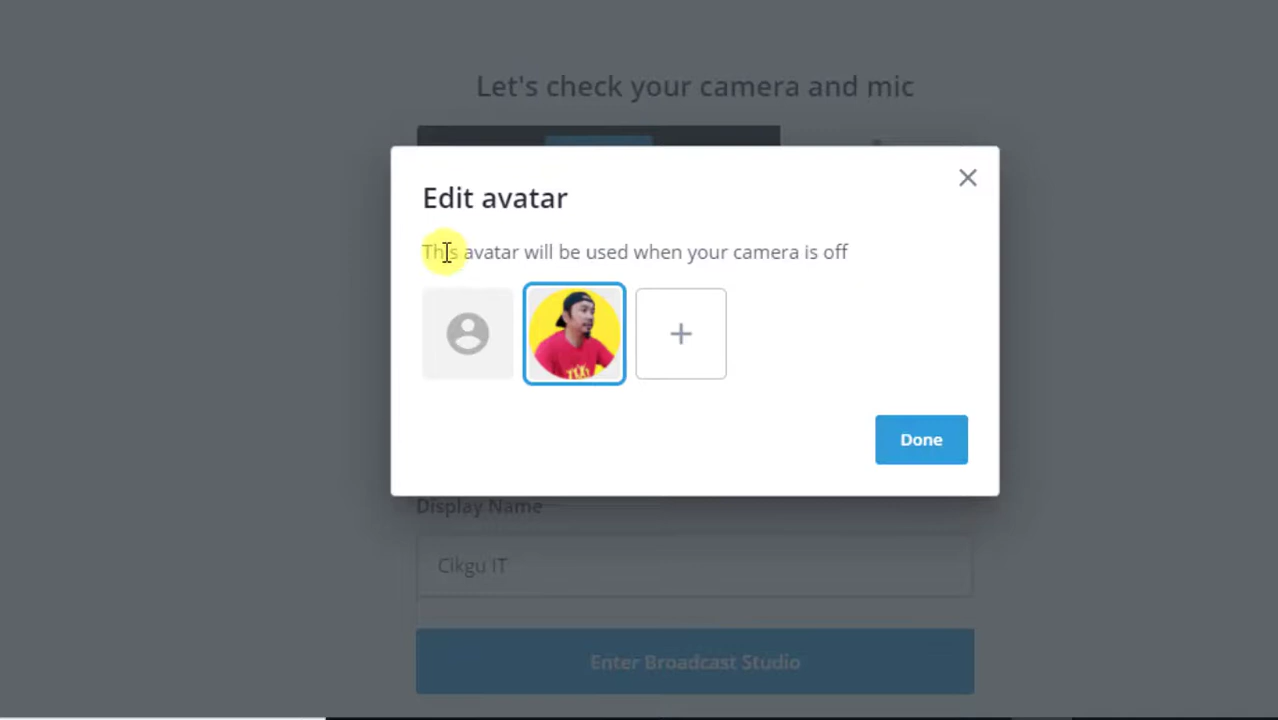 Let's check your camera and mic
Edit avatar
This avatar will be used when your camera is off
Done
Display Name
Cikgu IT
Enter Broadcast Studio